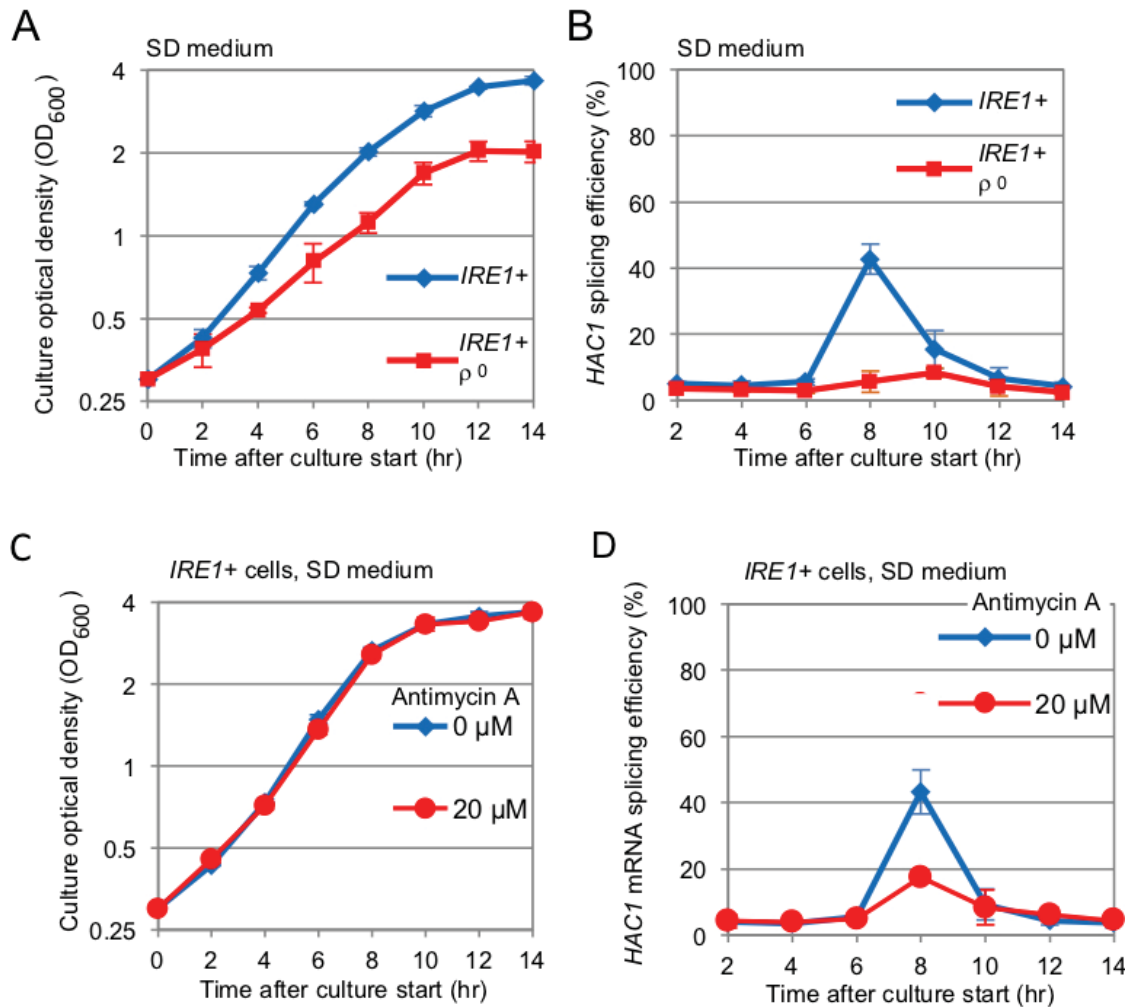 A
SD medium
Culture optical density (OD600)
4
2
1
0.5
0.25
IRE1+
IRE1+
ρ 0
0 2 4 6 8 10 12 14
Time after culture start (hr)
B
SD medium
HAC1 splicing efficiency (%)
100
80
60
40
20
0
IRE1+
IRE1+
ρ 0
2 4 6 8 10 12 14
Time after culture start (hr)
C
IRE1+ cells, SD medium
Culture optical density (OD600)
4
2
1
0.5
0.25
Antimycin A
0 µM
20 µM
0 2 4 6 8 10 12 14
Time after culture start (hr)
D
IRE1+ cells, SD medium
HAC1 mRNA splicing efficiency (%)
100
80
60
40
20
0
Antimycin A
0 µM
20 µM
2 4 6 8 10 12 14
Time after culture start (hr)